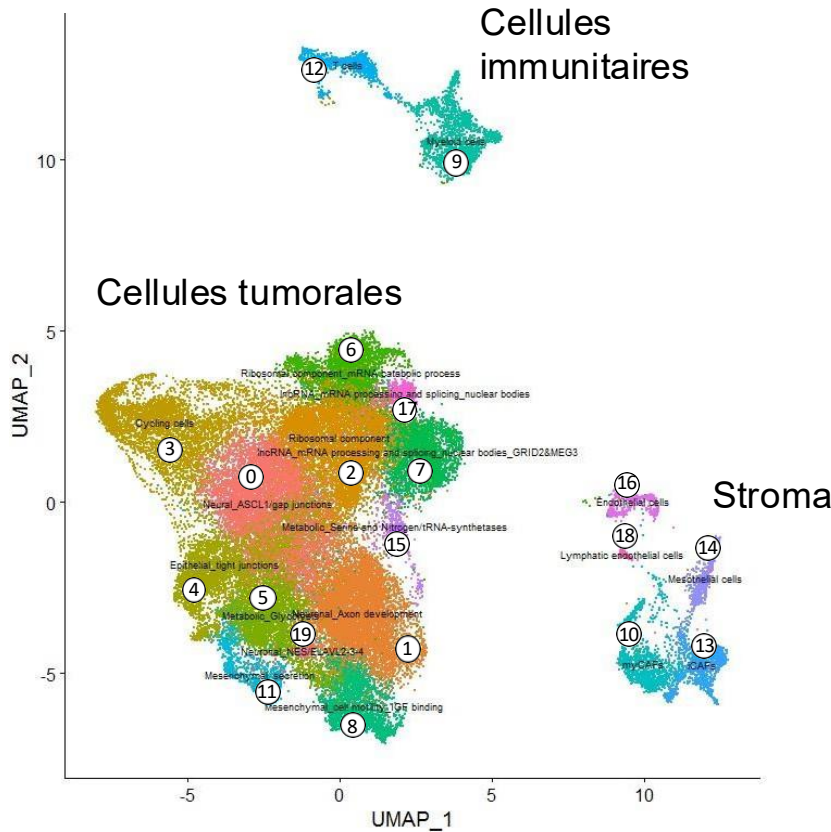 Cellules
immunitaires
12
T cells
Myeloid cells
9
10
Cellules tumorales
5
6
Ribosomal component_mRNA catabolic process
lncRNA_mRNA processing and splicing_nuclear bodies
17
Cycling cells
Ribosomal component
3
lncRNA_mRNA processing and splicing_nuclear bodies_GRID2&MEG3
0
2
7
UMAP_2
16
Stroma
0
Neural_ASCL1/gap junctions
Endothelial cells
Metabolic_Serine and Nitrogen/tRNA-synthetases
18
15
14
Lymphatic endothelial cells
Epithelial_tight junctions
Mesothelial cells
4
5
Metabolic_Glycolysis
Neuronal_Axon development
19
10
1
13
Neuronal_NES/ELAVL2-3-4
myCAFs
iCAFs
-5
Mesenchymal_secretion
11
Mesenchymal_cell motility_IGF binding
8
-5
0
5
10
UMAP_1